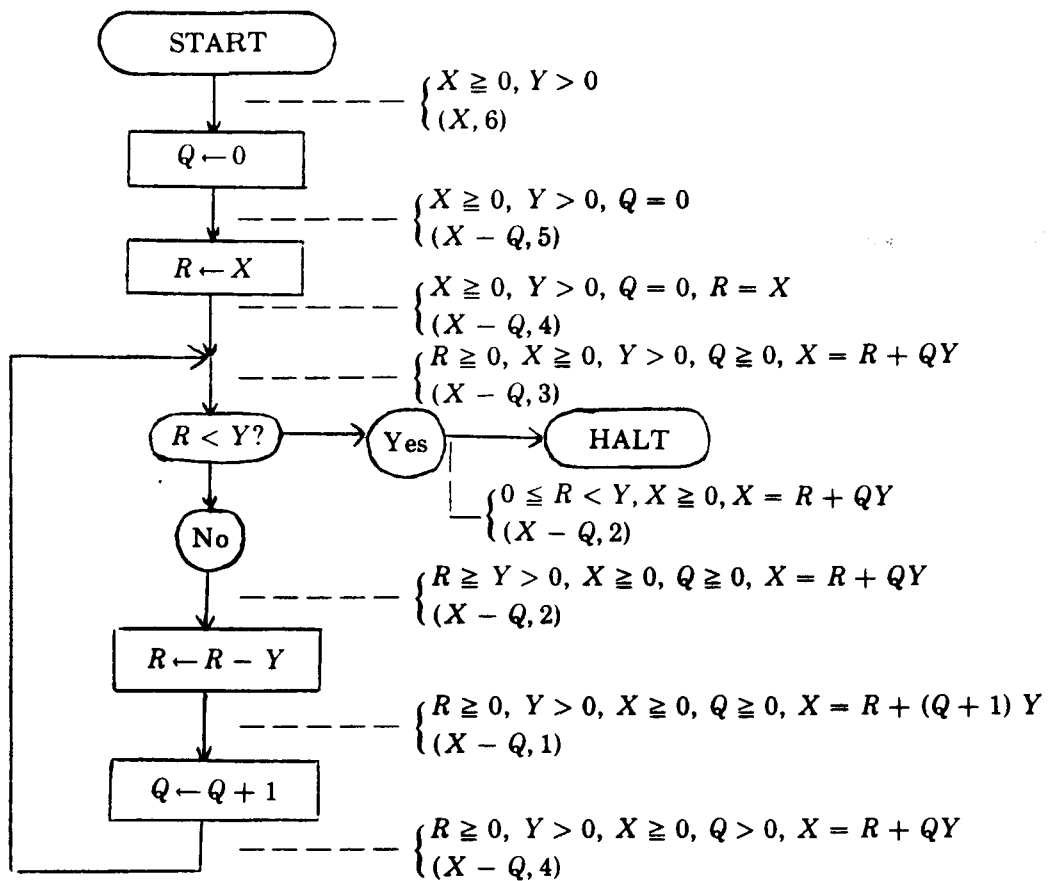 START
X ≧ 0, Y > 0
(X, 6)
Q ← 0
X ≧ 0, Y > 0, Q = 0
(X − Q, 5)
R ← X
X ≧ 0, Y > 0, Q = 0, R = X
(X − Q, 4)
R ≧ 0, X ≧ 0, Y > 0, Q ≧ 0, X = R + QY
(X − Q, 3)
R < Y? Yes HALT
0 ≦ R < Y, X ≧ 0, X = R + QY
(X − Q, 2)
No
R ≧ Y > 0, X ≧ 0, Q ≧ 0, X = R + QY
(X − Q, 2)
R ← R − Y
R ≧ 0, Y > 0, X ≧ 0, Q ≧ 0, X = R + (Q + 1) Y
(X − Q, 1)
Q ← Q + 1
R ≧ 0, Y > 0, X ≧ 0, Q > 0, X = R + QY
(X − Q, 4)